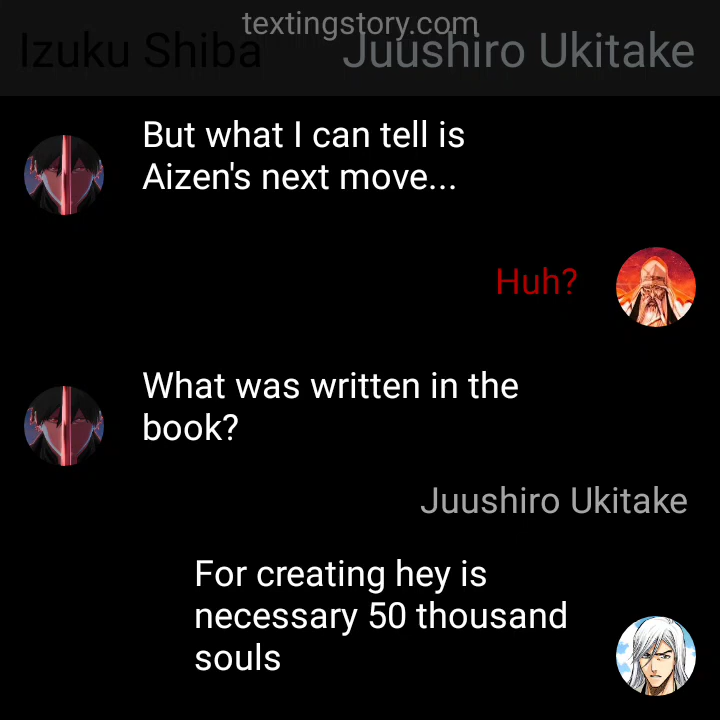 textingstory.com
Izuku Shiba
Juushiro Ukitake
But what I can tell is
Aizen's next move...
Huh?
What was written in the
book?
Juushiro Ukitake
For creating hey is
necessary 50 thousand
souls